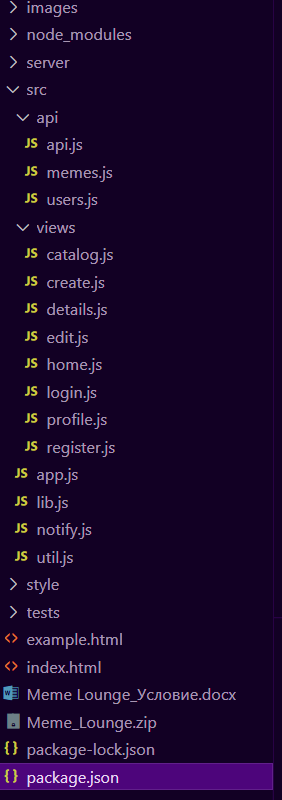 images
node_modules
server
src
api
JS api.js
JS memes.js
JS users.js
views
JS catalog.js
JS create.js
JS details.js
JS edit.js
JS home.js
JS login.js
JS profile.js
JS register.js
JS app.js
JS lib.js
JS notify.js
JS util.js
style
tests
<> example.html
<> index.html
W Meme Lounge_Условие.docx
Meme_Lounge.zip
{} package-lock.json
{} package.json